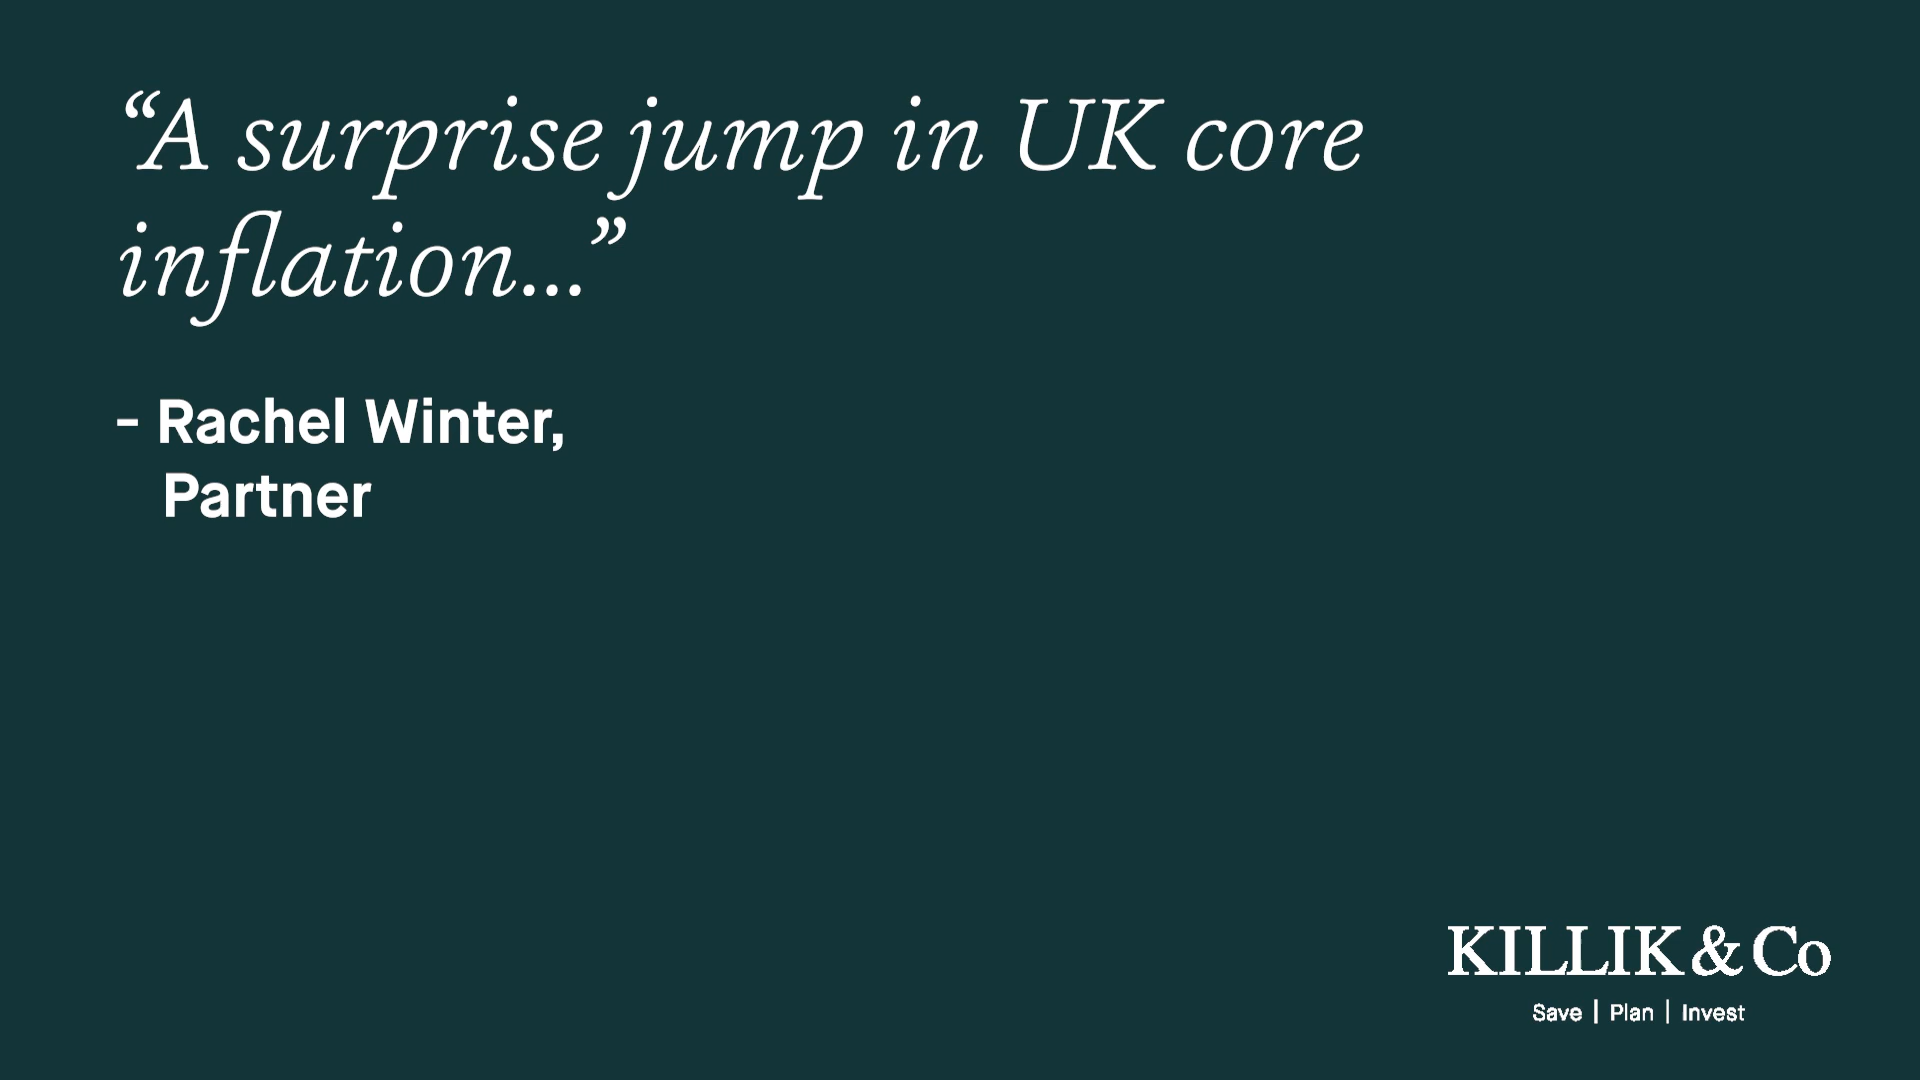 “A surprise jump in UK core
inflation...”
- Rachel Winter,
Partner
KILLIK & Co
Save | Plan | Invest